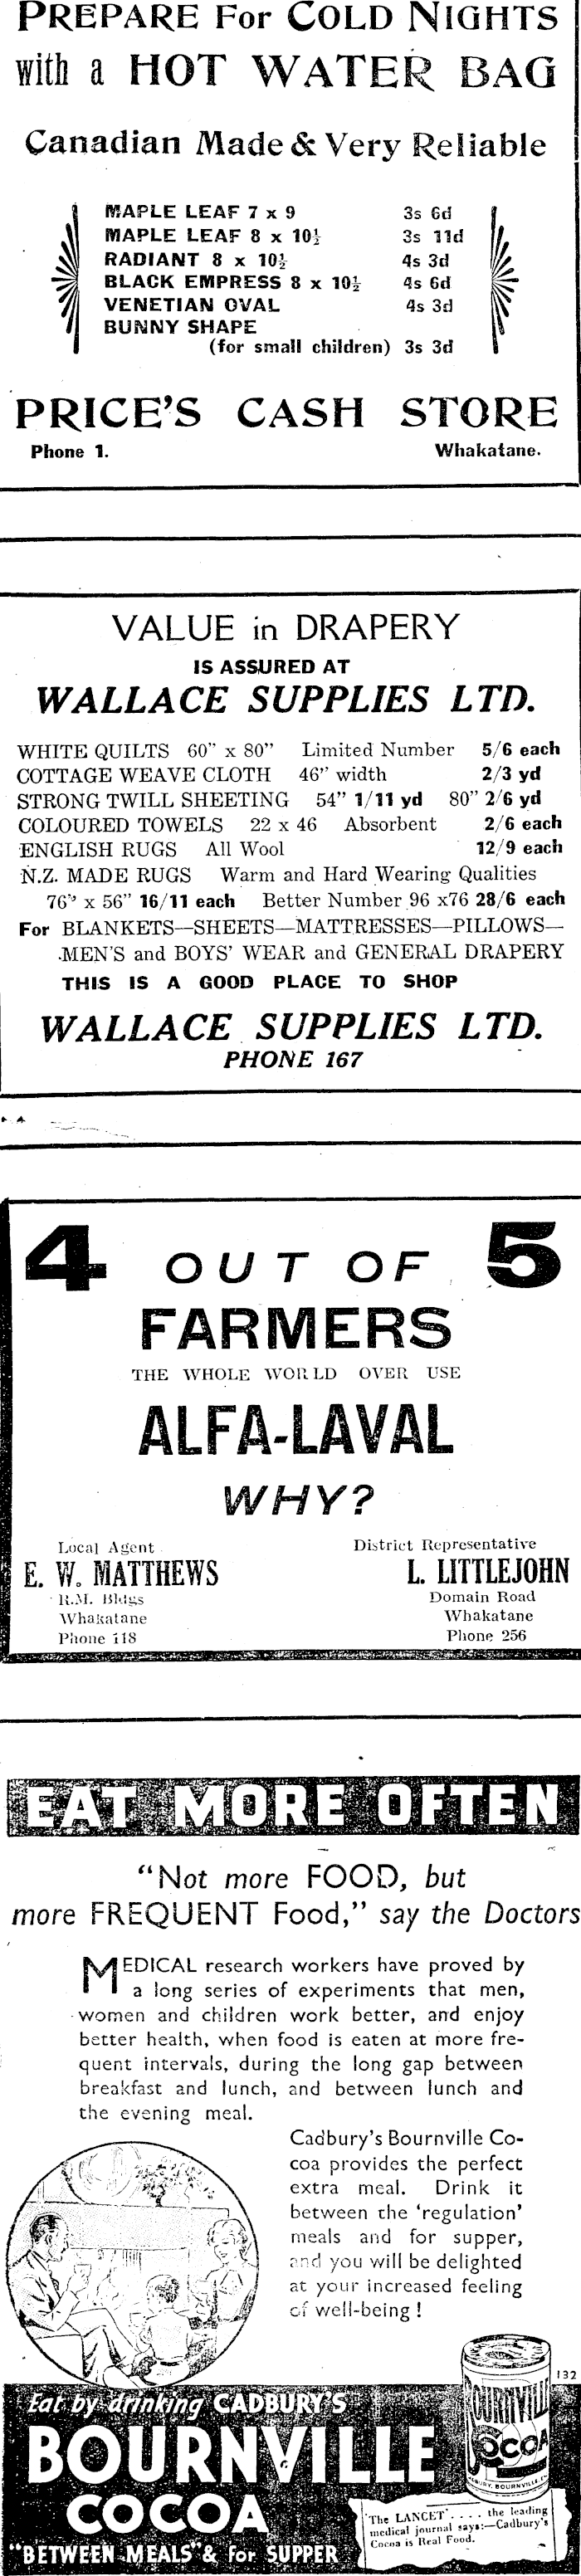 PREPARE For COLD NIGHTS
with a HOT WATER BAG
Canadian Made & Very Reliable
MAPLE LEAF 7 x 9 3s 6d
MAPLE LEAF 8 x 10½ 3s 11d
RADIANT 8 x 10½ 4s 3d
BLACK EMPRESS 8 x 10½ 4s 6d
VENETIAN OVAL 4s 3d
BUNNY SHAPE
(for small children) 3s 3d
PRICE'S CASH STORE
Phone 1. Whakatane.
VALUE in DRAPERY
IS ASSURED AT
WALLACE SUPPLIES LTD.
WHITE QUILTS 60" x 80" Limited Number 5/6 each
COTTAGE WEAVE CLOTH 46" width 2/3 yd
STRONG TWILL SHEETING 54" 1/11 yd 80" 2/6 yd
COLOURED TOWELS 22 x 46 Absorbent 2/6 each
ENGLISH RUGS All Wool 12/9 each
N.Z. MADE RUGS Warm and Hard Wearing Qualities
76" x 56" 16/11 each Better Number 96 x76 28/6 each
For BLANKETS—SHEETS—MATTRESSES—PILLOWS—
MEN'S and BOYS' WEAR and GENERAL DRAPERY
THIS IS A GOOD PLACE TO SHOP
WALLACE SUPPLIES LTD.
PHONE 167
4 OUT OF 5
FARMERS
THE WHOLE WORLD OVER USE
ALFA-LAVAL
WHY?
Local Agent District Representative
E. W. MATTHEWS L. LITTLEJOHN
R.M. Bldgs Domain Road
Whakatane Whakatane
Phone 118 Phone 256
EAT MORE OFTEN
"Not more FOOD, but
more FREQUENT Food," say the Doctors
MEDICAL research workers have proved by
a long series of experiments that men,
women and children work better, and enjoy
better health, when food is eaten at more fre-
quent intervals, during the long gap between
breakfast and lunch, and between lunch and
the evening meal.
Cadbury's Bournville Co-
coa provides the perfect
extra meal. Drink it
between the 'regulation'
meals and for supper,
and you will be delighted
at your increased feeling
of well-being !
132
Eat by drinking CADBURY'S
BOURNVILLE
COCOA
"BETWEEN MEALS" & For SUPPER
BOURNVILLE
COCOA
'The LANCET' . . . . the leading
medical journal says:—Cadbury's
Cocoa is Real Food.